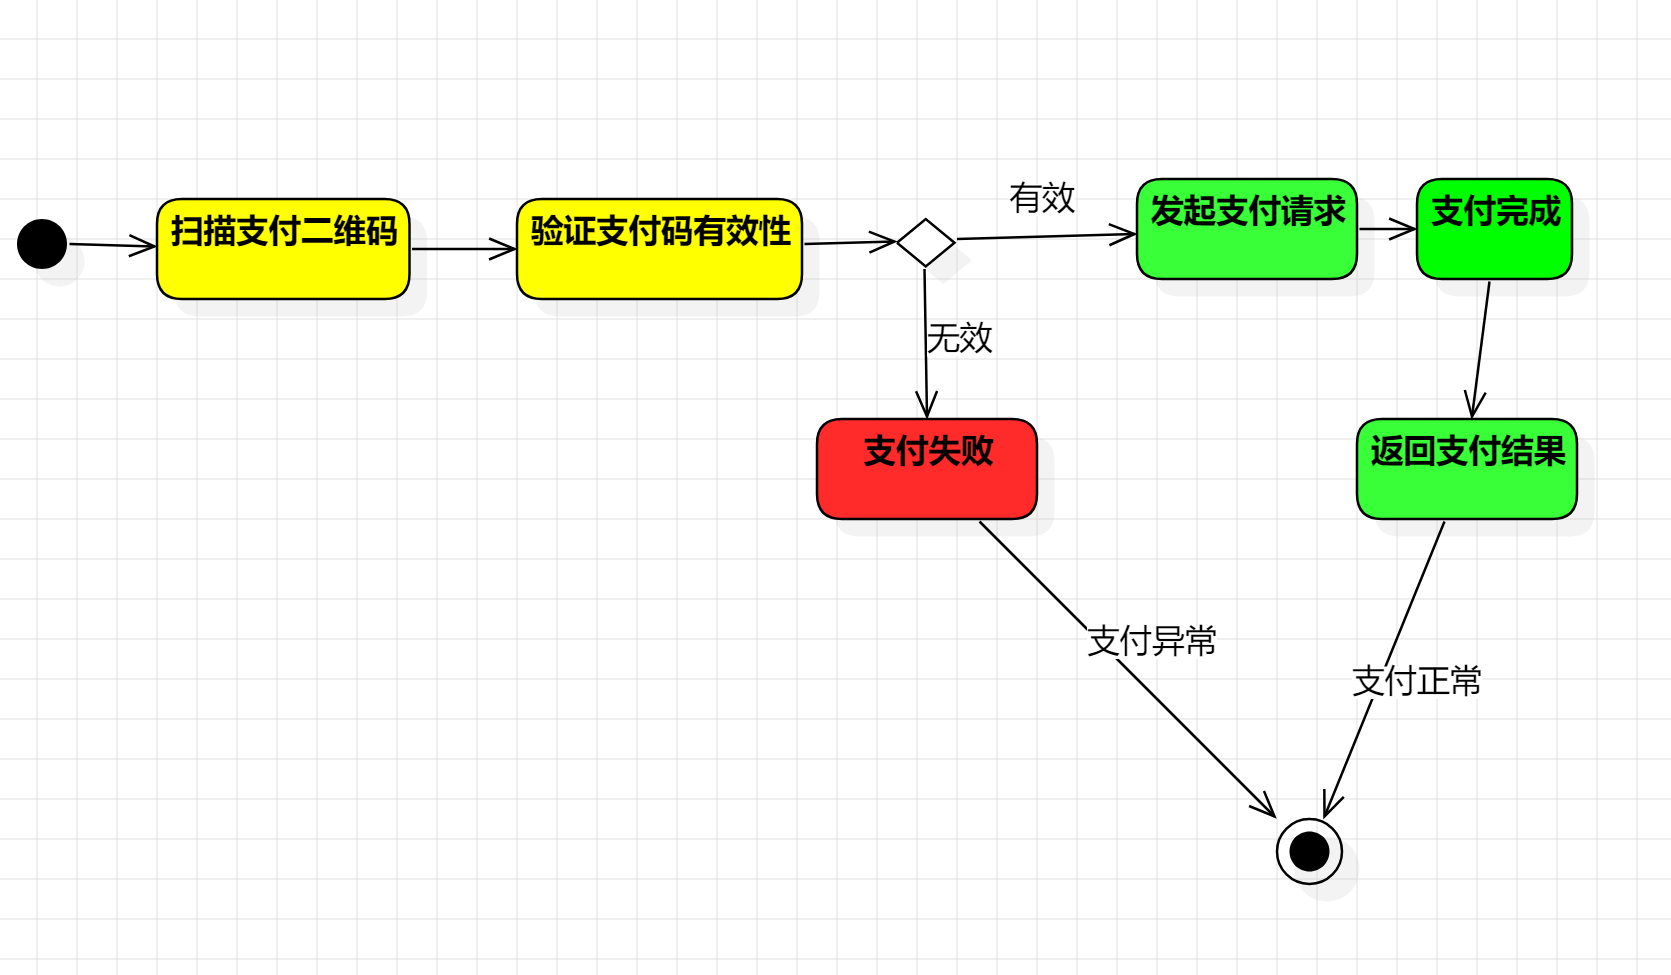 扫描支付二维码
验证支付码有效性
有效
发起支付请求
支付完成
无效
支付失败
返回支付结果
支付异常
支付正常